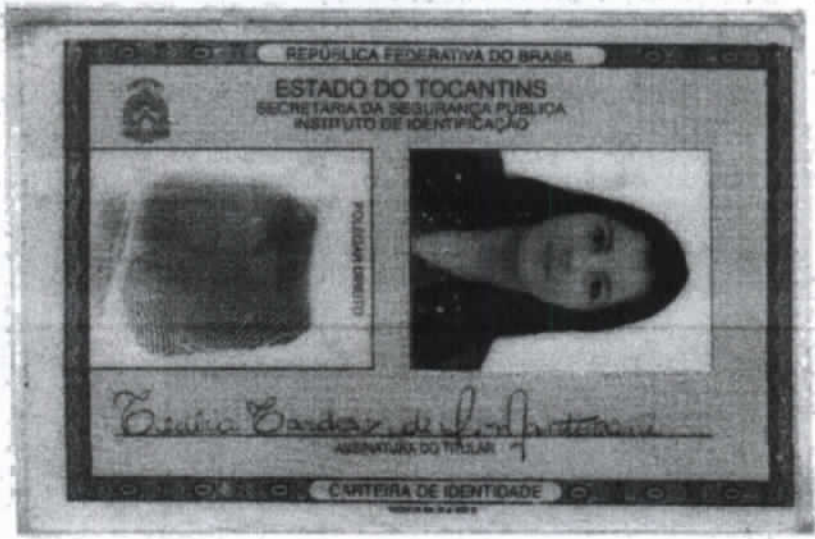 REPÚBLICA FEDERATIVA DO BRASIL
ESTADO DO TOCANTINS
SECRETARIA DA SEGURANÇA PÚBLICA
INSTITUTO DE IDENTIFICAÇÃO
POLEGAR DIREITO
ASSINATURA DO TITULAR
CARTEIRA DE IDENTIDADE